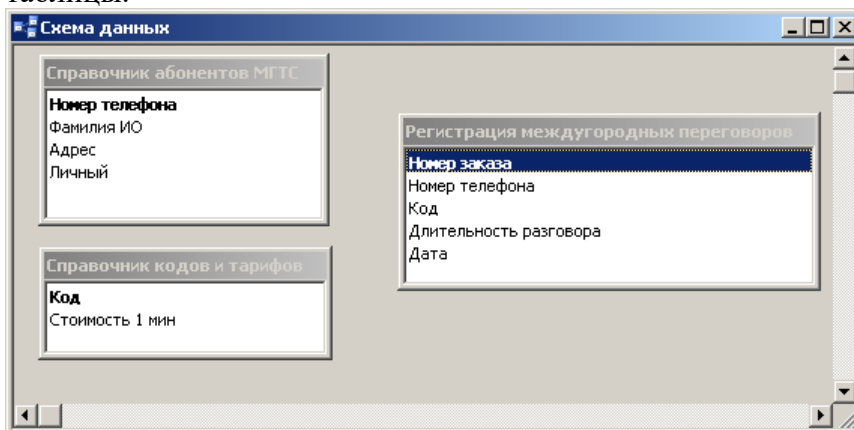 таблицы.
Схема данных
Справочник абонентов МГТС
Номер телефона
Фамилия ИО
Адрес
Личный
Регистрация междугородных переговоров
Номер заказа
Номер телефона
Код
Длительность разговора
Дата
Справочник кодов и тарифов
Код
Стоимость 1 мин